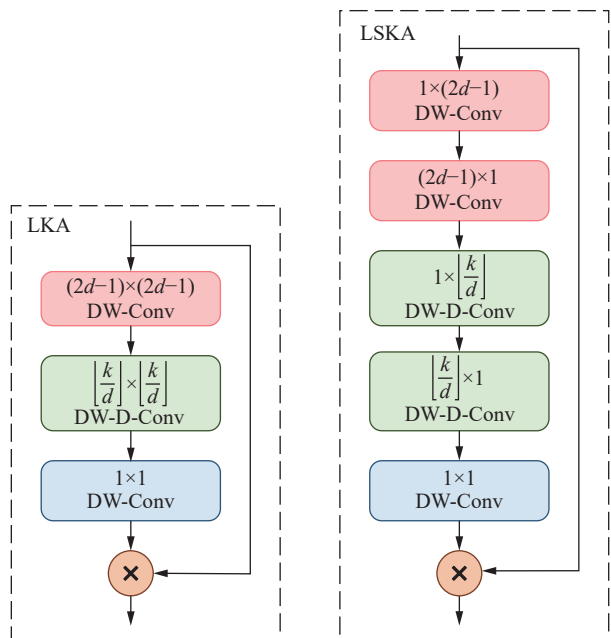 LKA
(2d−1)×(2d−1)
DW-Conv
⌊k/d⌋×⌊k/d⌋
DW-D-Conv
1×1
DW-Conv
×
LSKA
1×(2d−1)
DW-Conv
(2d−1)×1
DW-Conv
1×⌊k/d⌋
DW-D-Conv
⌊k/d⌋×1
DW-D-Conv
1×1
DW-Conv
×